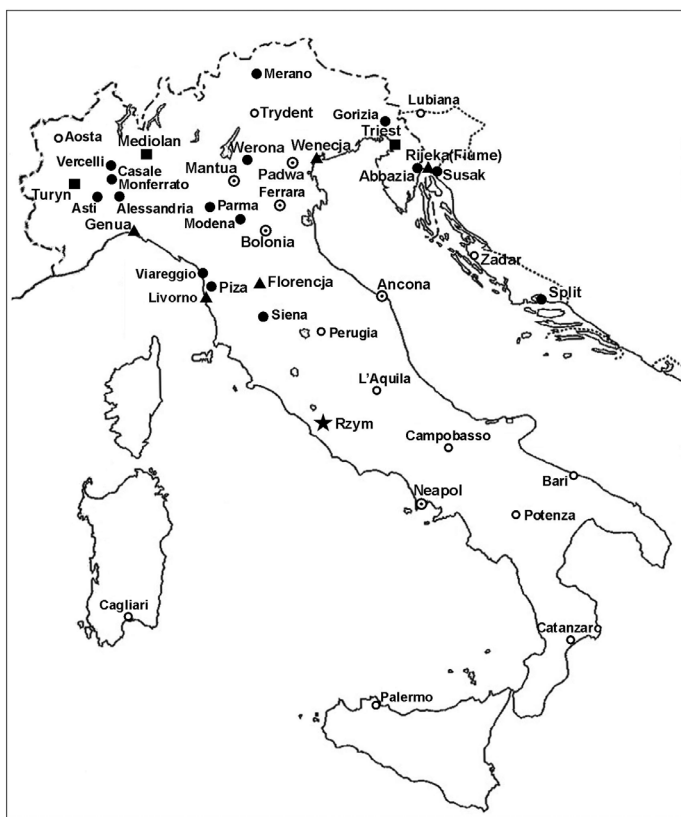 Merano
Trydent
Lubiana
Gorizia
Aosta
Mediolan
Triest
Werona
Wenecja
Vercelli
Casale
Monferrato
Mantua
Padwa
Rijeka(Fiume)
Abbazia
Susak
Turyn
Ferrara
Asti
Alessandria
Parma
Modena
Genua
Bolonia
Zadar
Viareggio
Piza
Florencja
Ancona
Split
Livorno
Siena
Perugia
L'Aquila
Rzym
Campobasso
Bari
Neapol
Potenza
Cagliari
Catanzaro
Palermo